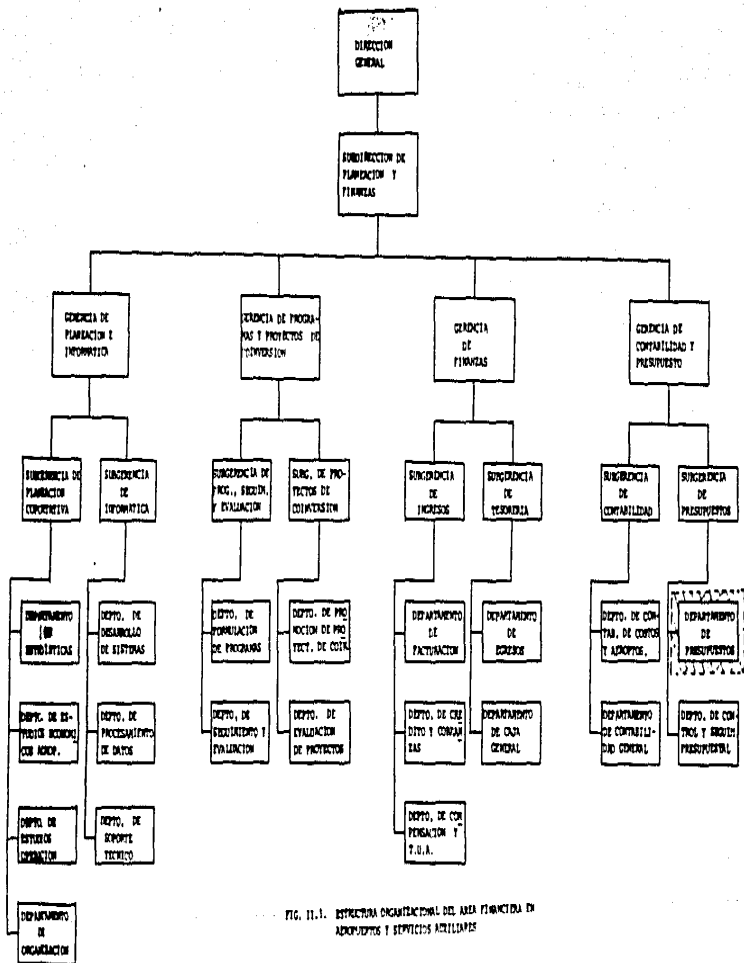 DIRECCION
GENERAL
SUBDIRECCION DE
PLANEACION Y
FINANZAS
GERENCIA DE
PLANEACION E
INFORMATICA
GERENCIA DE PROGRA-
MAS Y PROYECTOS DE
COINVERSION
GERENCIA
DE
FINANZAS
GERENCIA DE
CONTABILIDAD Y
PRESUPUESTO
SUBGERENCIA DE
PLANEACION
CORPORATIVA
SUBGERENCIA
DE
INFORMATICA
SUBGERENCIA DE
PROG., SEGUIM.
Y EVALUACION
SUBG. DE PRO-
YECTOS DE
COINVERSION
SUBGERENCIA
DE
INGRESOS
SUBGERENCIA
DE
TESORERIA
SUBGERENCIA
DE
CONTABILIDAD
SUBGERENCIA
DE
PRESUPUESTOS
DEPARTAMENTO
DE
ESTADISTICAS
DEPTO. DE
DESARROLLO
DE SISTEMAS
DEPTO. DE
FORMULACION
DE PROGRAMAS
DEPTO. DE PRO
MOCION DE PRO
YECT. DE COIN.
DEPARTAMENTO
DE
FACTURACION
DEPARTAMENTO
DE
EGRESOS
DEPTO. DE CON-
TAB. DE COSTOS
Y AEROPTOS.
DEPARTAMENTO
DE
PRESUPUESTOS
DEPTO. DE ES-
TUDIOS ECONOMI
COS AEROP.
DEPTO. DE
PROCESAMIENTO
DE DATOS
DEPTO. DE
SEGUIMIENTO Y
EVALUACION
DEPTO. DE
EVALUACION
DE PROYECTOS
DEPTO. DE CRE
DITO Y COBRAN
ZAS
DEPARTAMENTO
DE CAJA
GENERAL
DEPARTAMENTO
DE CONTABILI-
DAD GENERAL
DEPTO. DE CON-
TROL Y SEGUIM.
PRESUPUESTAL
DEPTO. DE
ESTUDIOS
OPERACION
DEPTO. DE
SOPORTE
TECNICO
DEPTO. DE COM
PENSACION Y
T.U.A.
DEPARTAMENTO
DE
ORGANIZACION
FIG. II.1. ESTRUCTURA ORGANIZACIONAL DEL AREA FINANCIERA EN
AEROPUERTOS Y SERVICIOS AUXILIARES